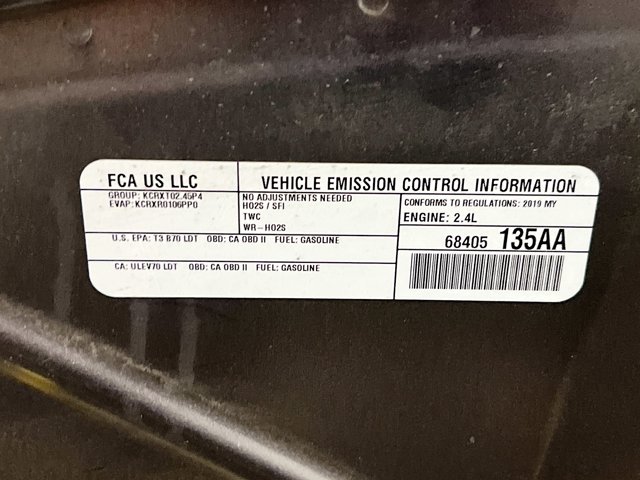 FCA US LLC
VEHICLE EMISSION CONTROL INFORMATION
GROUP: KCRXT02.45P4
EVAP: KCRXR0106PP0
NO ADJUSTMENTS NEEDED
HO2S / SFI
TWC
WR-HO2S
CONFORMS TO REGULATIONS: 2019 MY
ENGINE: 2.4L
U.S. EPA: T3 B70 LDT OBD: CA OBD II FUEL: GASOLINE
68405 135AA
CA: ULEV70 LDT OBD: CA OBD II FUEL: GASOLINE